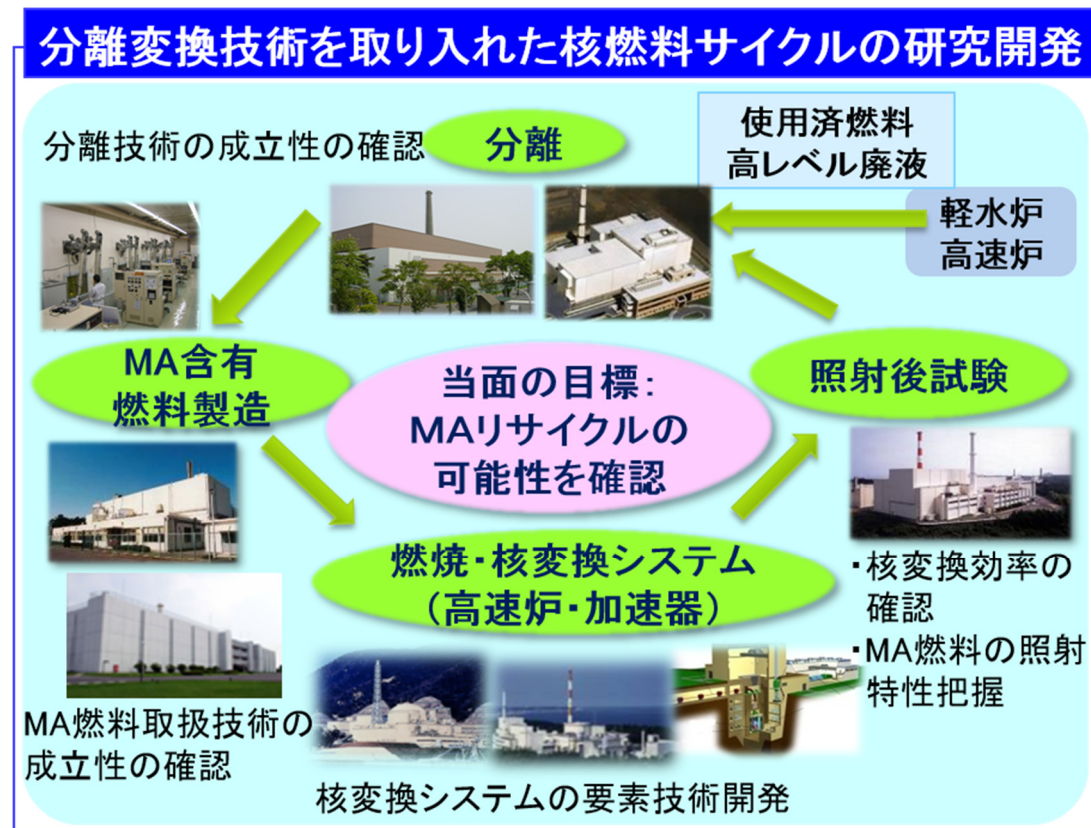 分離変換技術を取り入れた核燃料サイクルの研究開発
分離技術の成立性の確認
分離
使用済燃料
高レベル廃液
軽水炉
高速炉
MA含有
燃料製造
当面の目標：
MAリサイクルの
可能性を確認
照射後試験
燃焼・核変換システム
（高速炉・加速器）
・核変換効率の
確認
・MA燃料の照射
特性把握
MA燃料取扱技術の
成立性の確認
核変換システムの要素技術開発